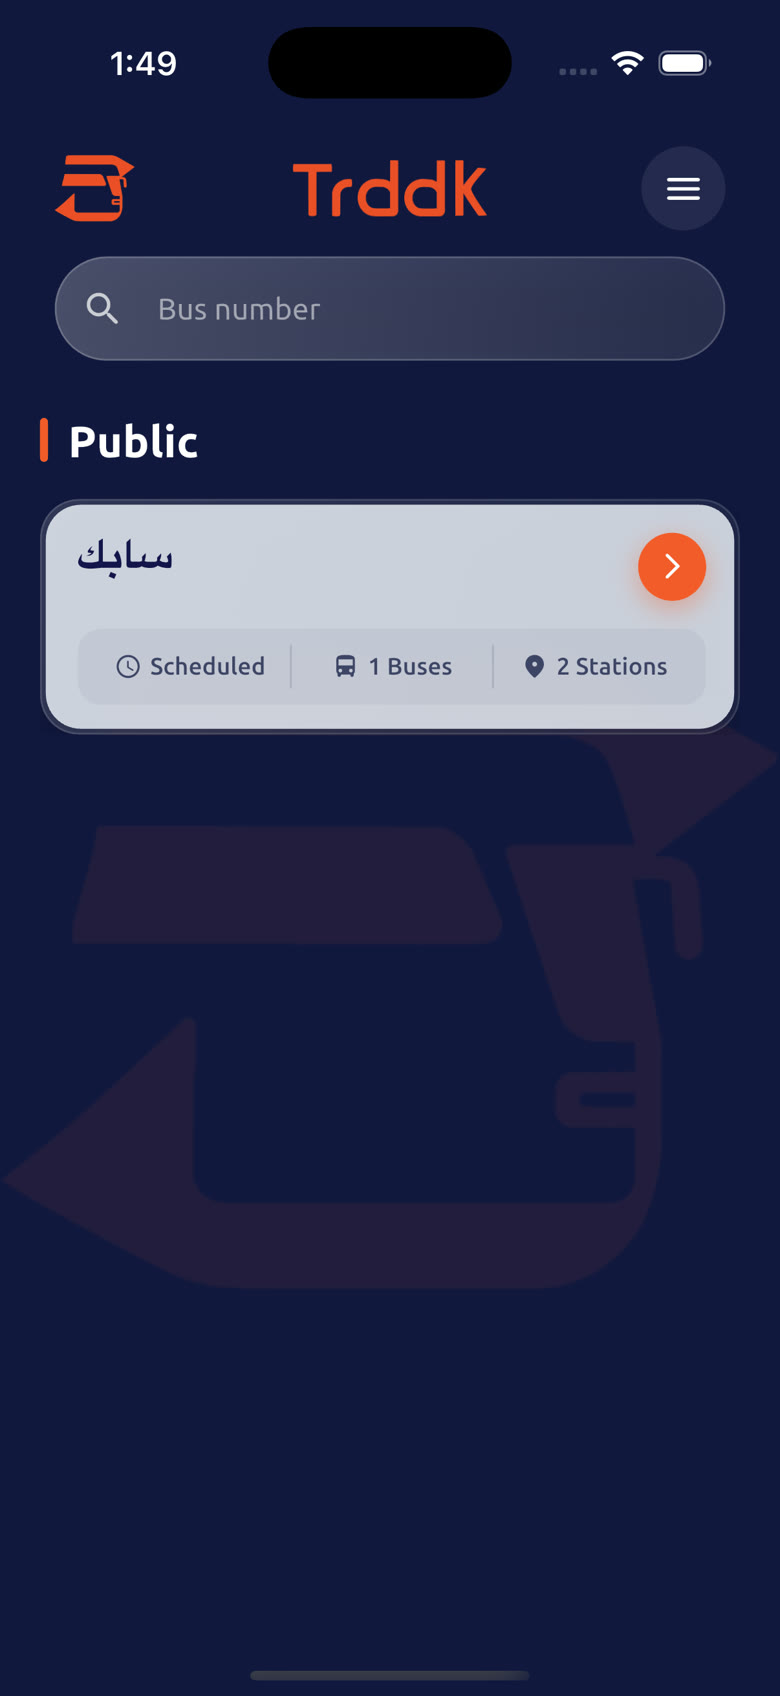 1:49
Trddk
Bus number
Public
سابك
Scheduled
1 Buses
2 Stations